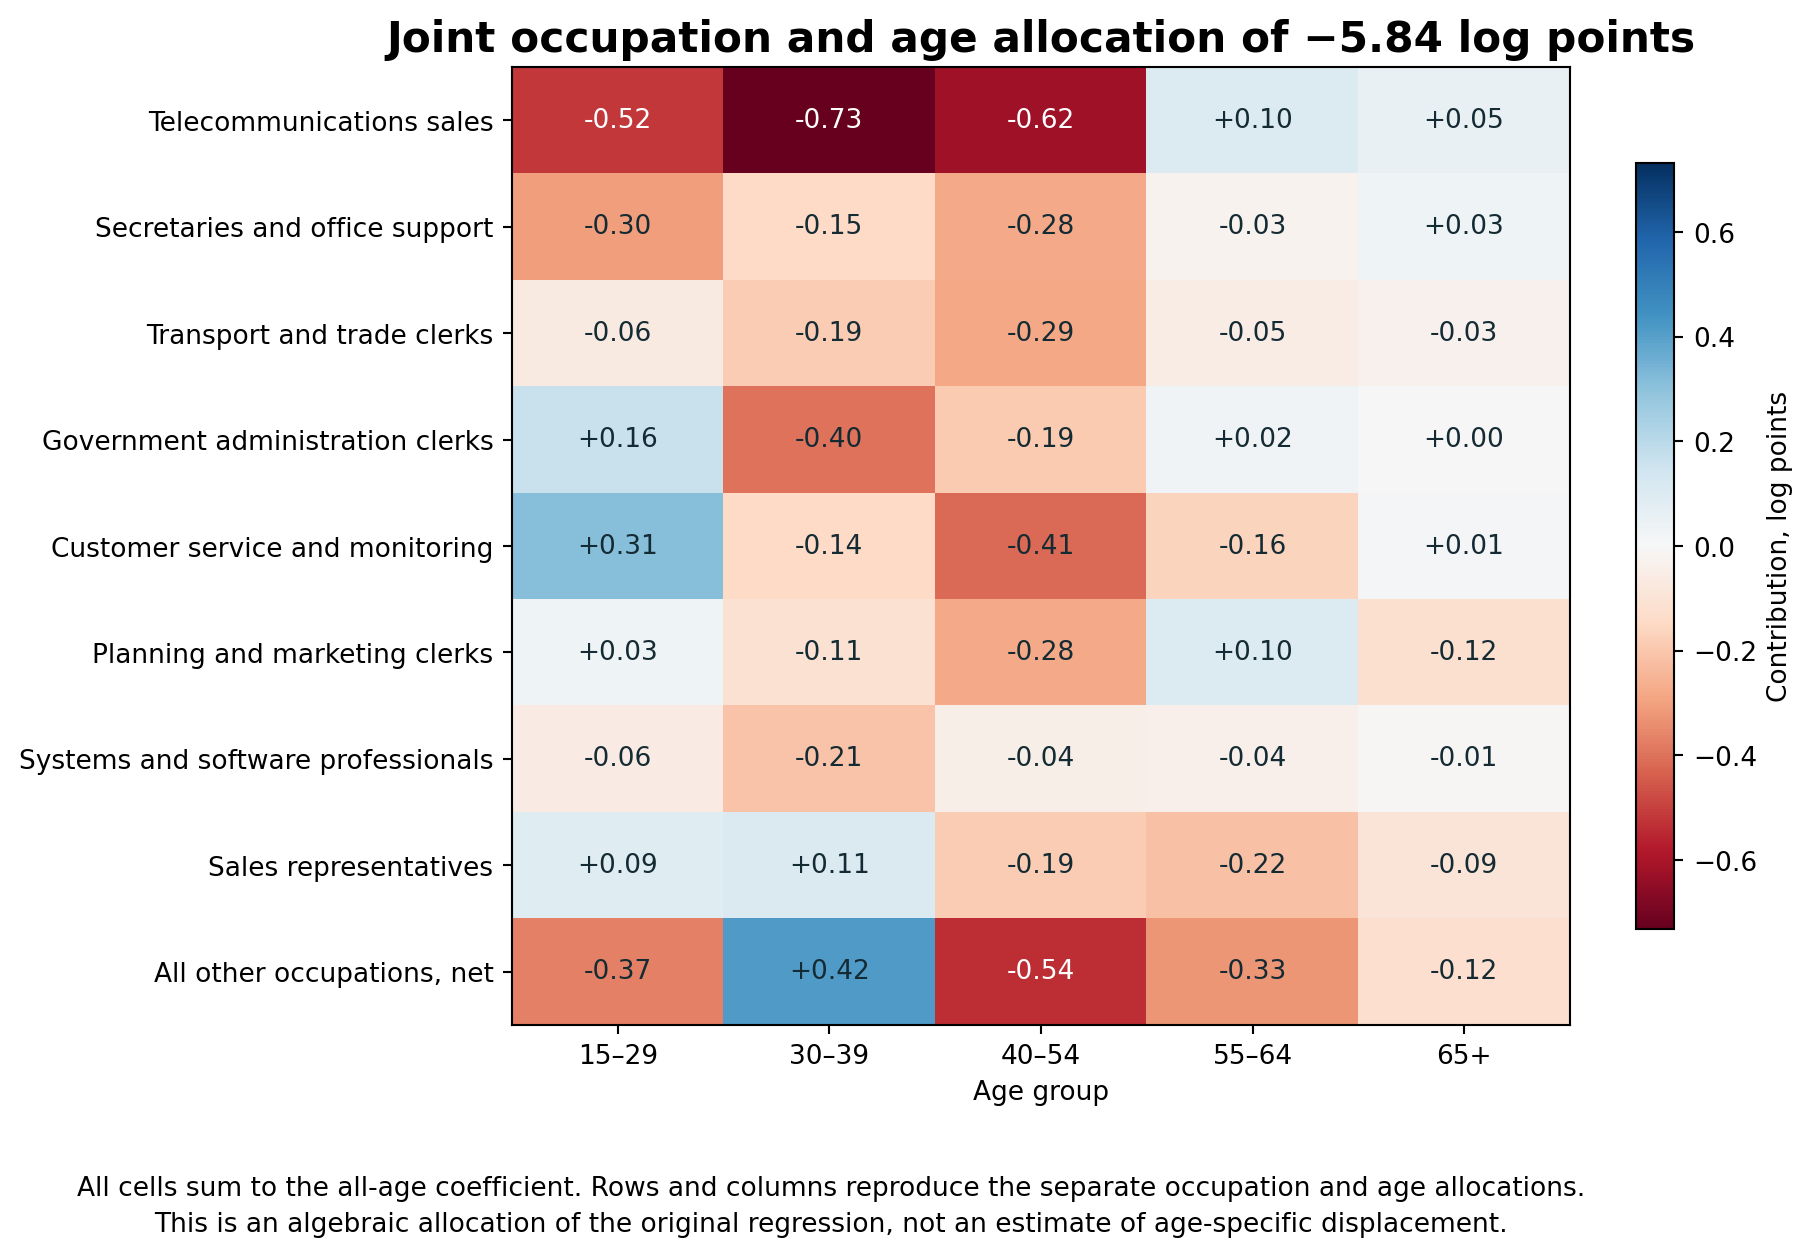 Joint occupation and age allocation of −5.84 log points
Telecommunications sales -0.52 -0.73 -0.62 +0.10 +0.05
Secretaries and office support -0.30 -0.15 -0.28 -0.03 +0.03
Transport and trade clerks -0.06 -0.19 -0.29 -0.05 -0.03
Government administration clerks +0.16 -0.40 -0.19 +0.02 +0.00
Customer service and monitoring +0.31 -0.14 -0.41 -0.16 +0.01
Planning and marketing clerks +0.03 -0.11 -0.28 +0.10 -0.12
Systems and software professionals -0.06 -0.21 -0.04 -0.04 -0.01
Sales representatives +0.09 +0.11 -0.19 -0.22 -0.09
All other occupations, net -0.37 +0.42 -0.54 -0.33 -0.12
15–29 30–39 40–54 55–64 65+
Age group
0.6
0.4
0.2
0.0
−0.2
−0.4
−0.6
Contribution, log points
All cells sum to the all-age coefficient. Rows and columns reproduce the separate occupation and age allocations.
This is an algebraic allocation of the original regression, not an estimate of age-specific displacement.